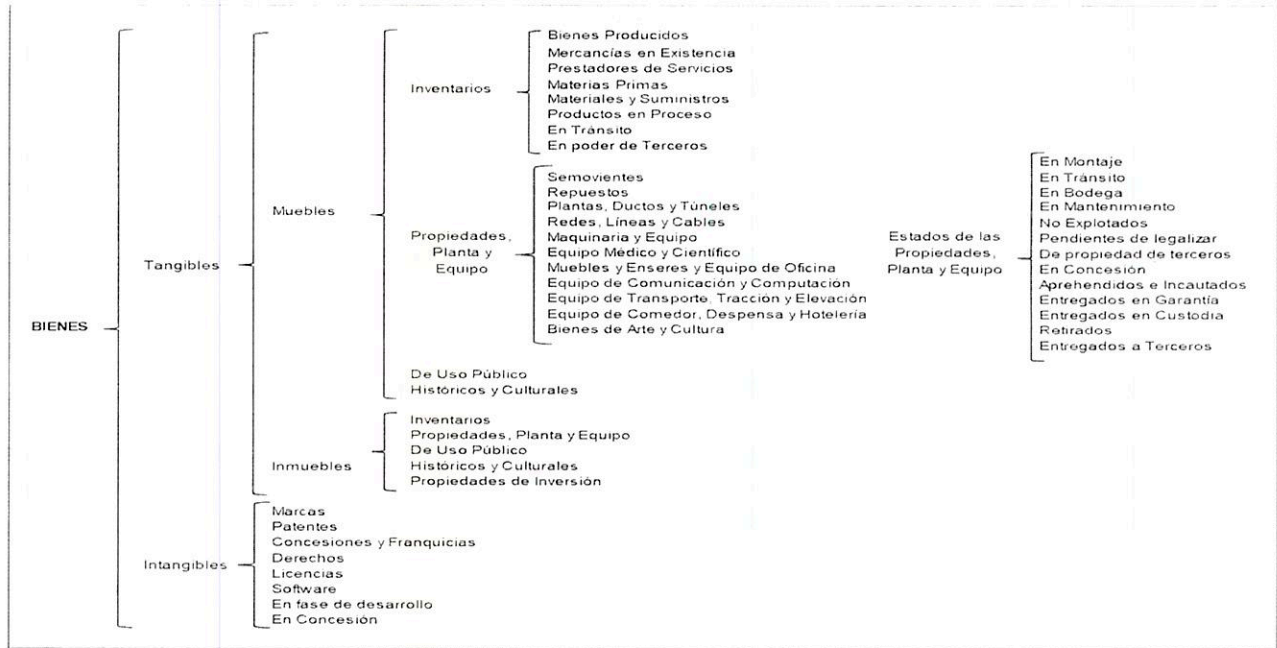 BIENES
Tangibles
Muebles
Inventarios
Bienes Producidos
Mercancías en Existencia
Prestadores de Servicios
Materias Primas
Materiales y Suministros
Productos en Proceso
En Tránsito
En poder de Terceros
Propiedades,
Planta y
Equipo
Semovientes
Repuestos
Plantas, Ductos y Túneles
Redes, Líneas y Cables
Maquinaria y Equipo
Equipo Médico y Científico
Muebles y Enseres y Equipo de Oficina
Equipo de Comunicación y Computación
Equipo de Transporte, Tracción y Elevación
Equipo de Comedor, Despensa y Hotelería
Bienes de Arte y Cultura
Estados de las
Propiedades,
Planta y Equipo
En Montaje
En Tránsito
En Bodega
En Mantenimiento
No Explotados
Pendientes de legalizar
De propiedad de terceros
En Concesión
Aprehendidos e Incautados
Entregados en Garantía
Entregados en Custodia
Retirados
Entregados a Terceros
De Uso Público
Históricos y Culturales
Inmuebles
Inventarios
Propiedades, Planta y Equipo
De Uso Público
Históricos y Culturales
Propiedades de Inversión
Intangibles
Marcas
Patentes
Concesiones y Franquicias
Derechos
Licencias
Software
En fase de desarrollo
En Concesión